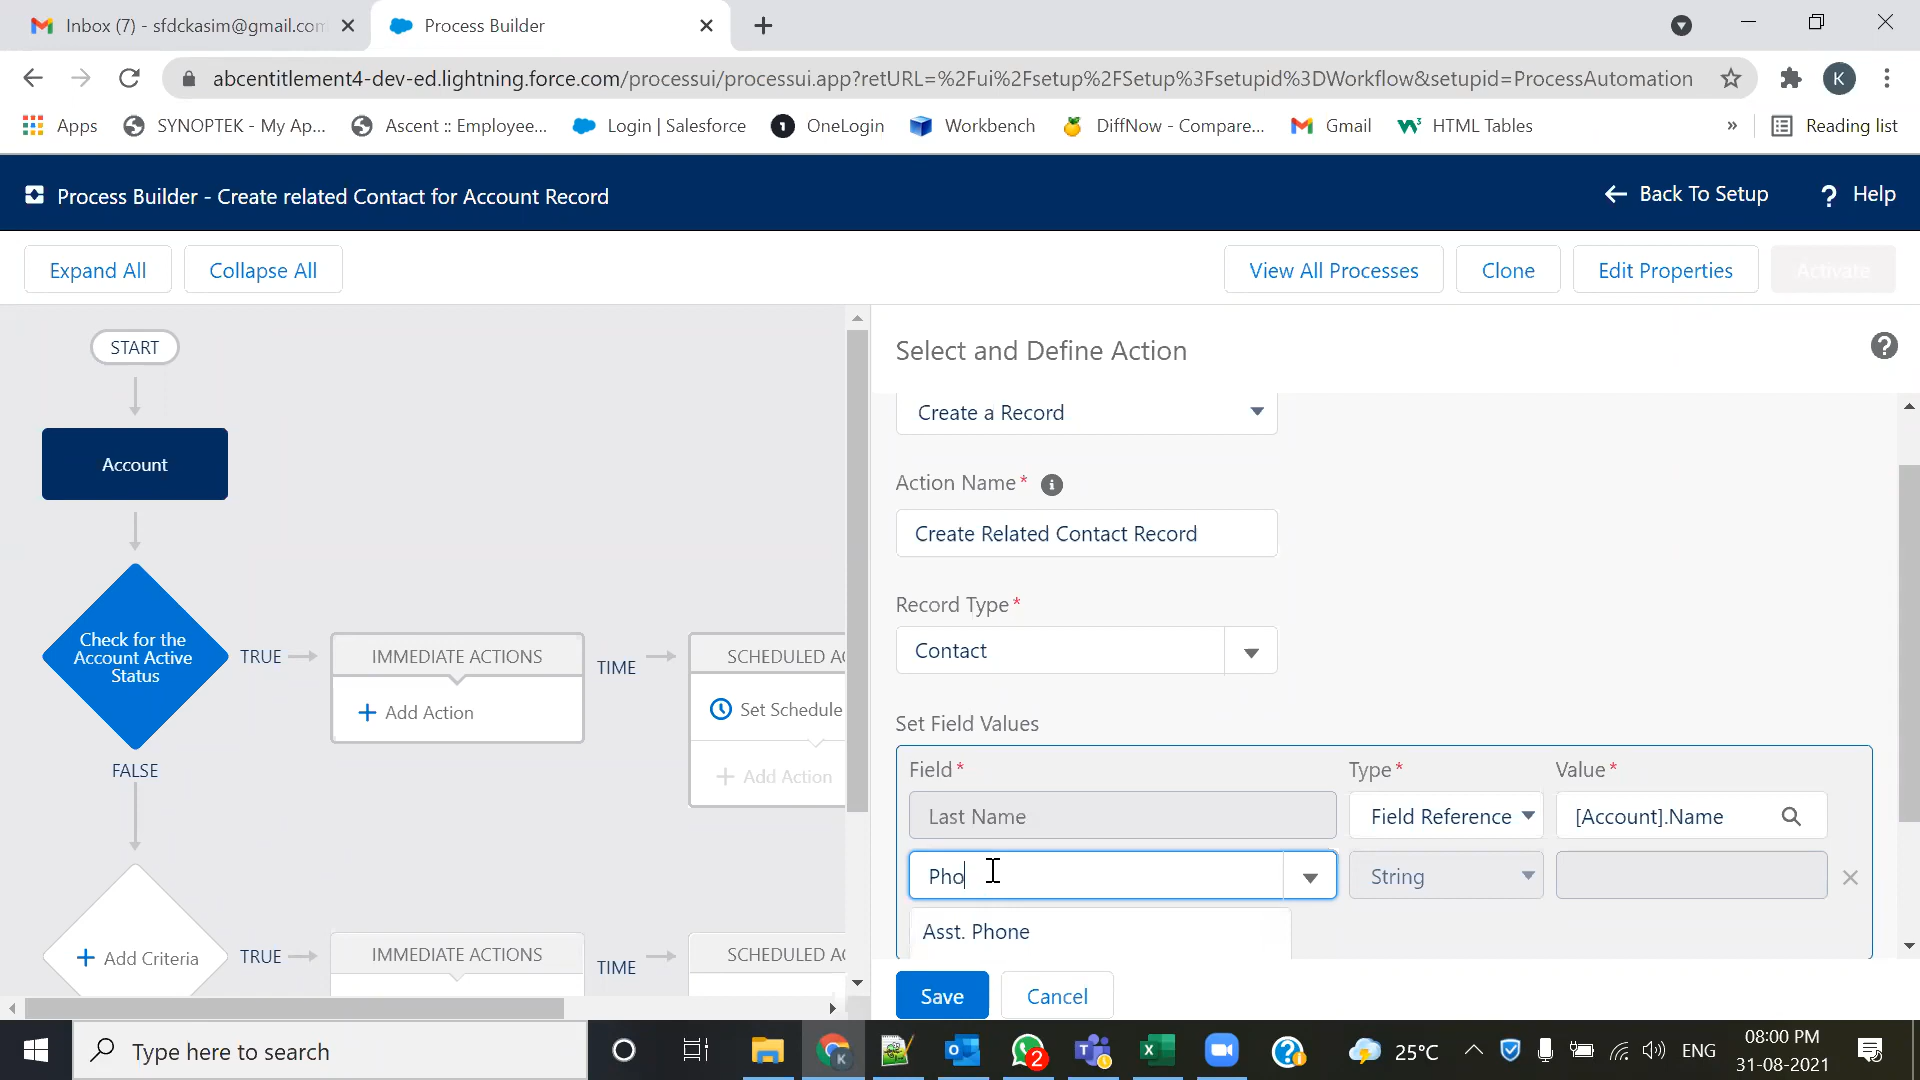 Inbox (7) - sfdckasim@gmail.com
Process Builder
abcentitlement4-dev-ed.lightning.force.com/processui/processui.app?retURL=%2Fui%2Fsetup%2FSetup%3Fsetupid%3DWorkflow&setupid=ProcessAutomation
K
Apps
SYNOPTEK - My Ap...
Ascent :: Employee...
Login | Salesforce
OneLogin
Workbench
DiffNow - Compare...
Gmail
HTML Tables
»
Reading list
Process Builder - Create related Contact for Account Record
Back To Setup
? Help
Expand All
Collapse All
View All Processes
Clone
Edit Properties
Activate
START
Account
Check for the
Account Active
Status
TRUE
IMMEDIATE ACTIONS
+ Add Action
TIME
SCHEDULED AC
Set Schedule
+ Add Action
FALSE
+ Add Criteria
TRUE
IMMEDIATE ACTIONS
TIME
SCHEDULED AC
Select and Define Action
?
Create a Record
Action Name*
Create Related Contact Record
Record Type*
Contact
Set Field Values
Field*
Type*
Value*
Last Name
Field Reference
[Account].Name
Pho
String
Asst. Phone
Save
Cancel
Type here to search
2
25°C
ENG
08:00 PM
31-08-2021